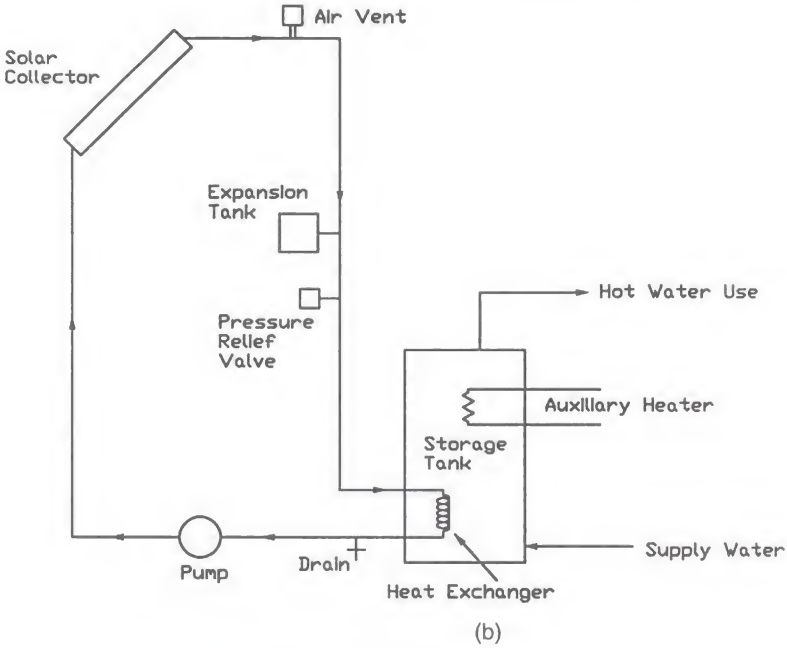 Air Vent
Solar
Collector
Expansion
Tank
Hot Water Use
Pressure
Relief
Valve
Auxiliary Heater
Storage
Tank
Supply Water
Drain
Pump
Heat Exchanger
(b)